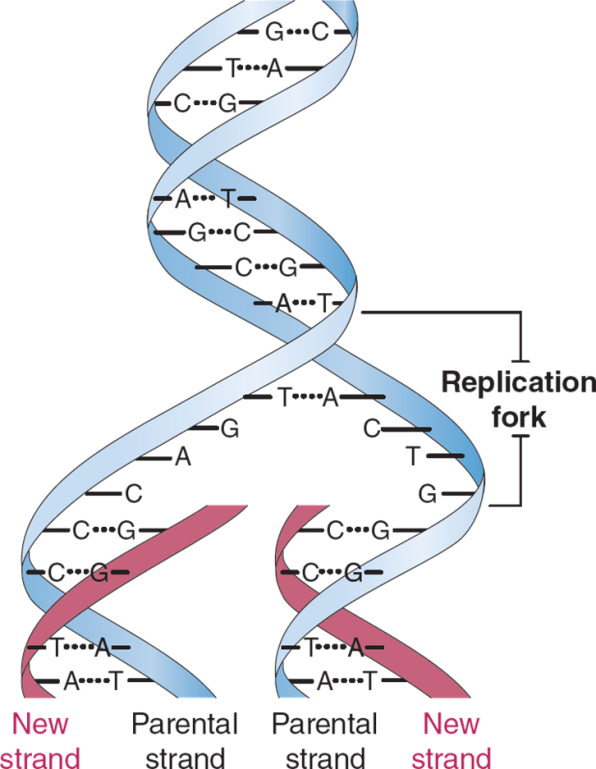 G C
T A
C G
A T
G C
C G
A T
Replication
fork
T A
G C
A T
C G
C G C G
C G C G
T A T A
A T A T
New
strand
Parental
strand
Parental
strand
New
strand